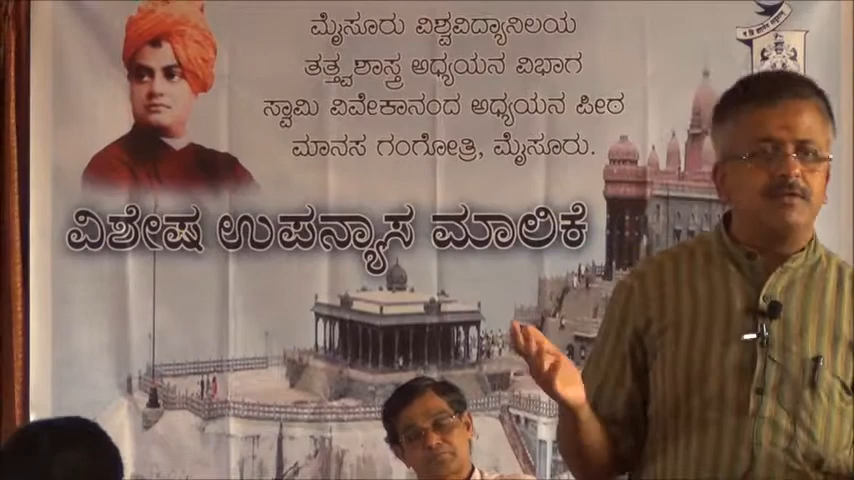 ಮೈಸೂರು ವಿಶ್ವವಿದ್ಯಾನಿಲಯ
ತತ್ತ್ವಶಾಸ್ತ್ರ ಅಧ್ಯಯನ ವಿಭಾಗ
ಸ್ವಾಮಿ ವಿವೇಕಾನಂದ ಅಧ್ಯಯನ ಪೀಠ
ಮಾನಸ ಗಂಗೋತ್ರಿ, ಮೈಸೂರು.
ವಿಶೇಷ ಉಪನ್ಯಾಸ ಮಾಲಿಕೆ